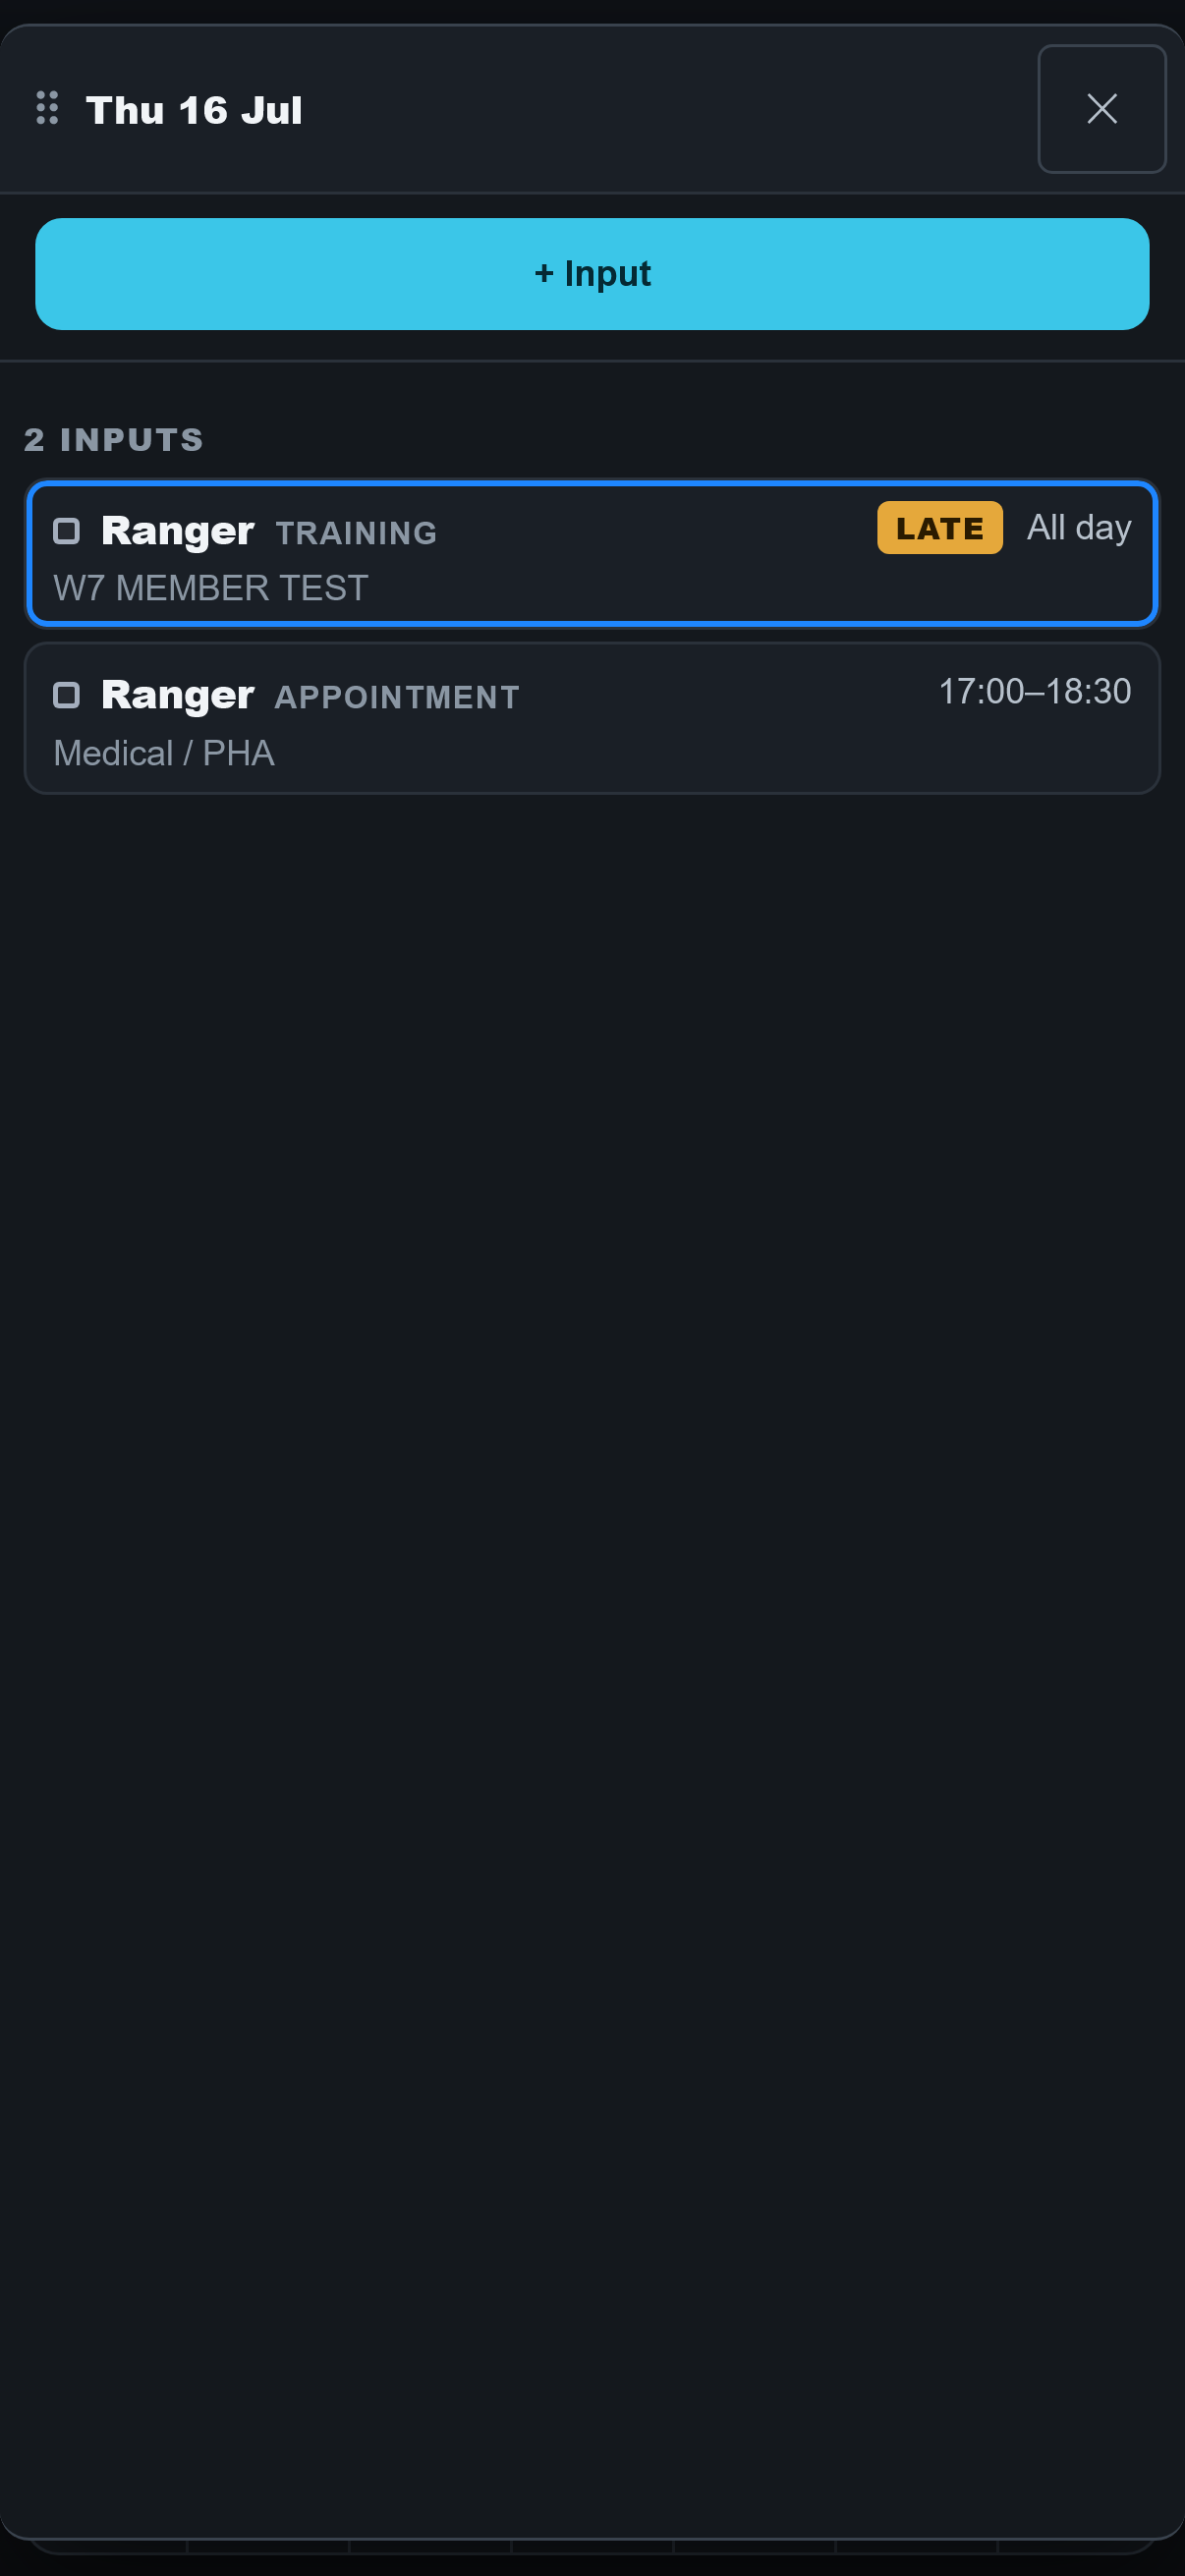 Thu 16 Jul
+ Input
2 INPUTS
Ranger TRAINING LATE All day
W7 MEMBER TEST
Ranger APPOINTMENT 17:00–18:30
Medical / PHA